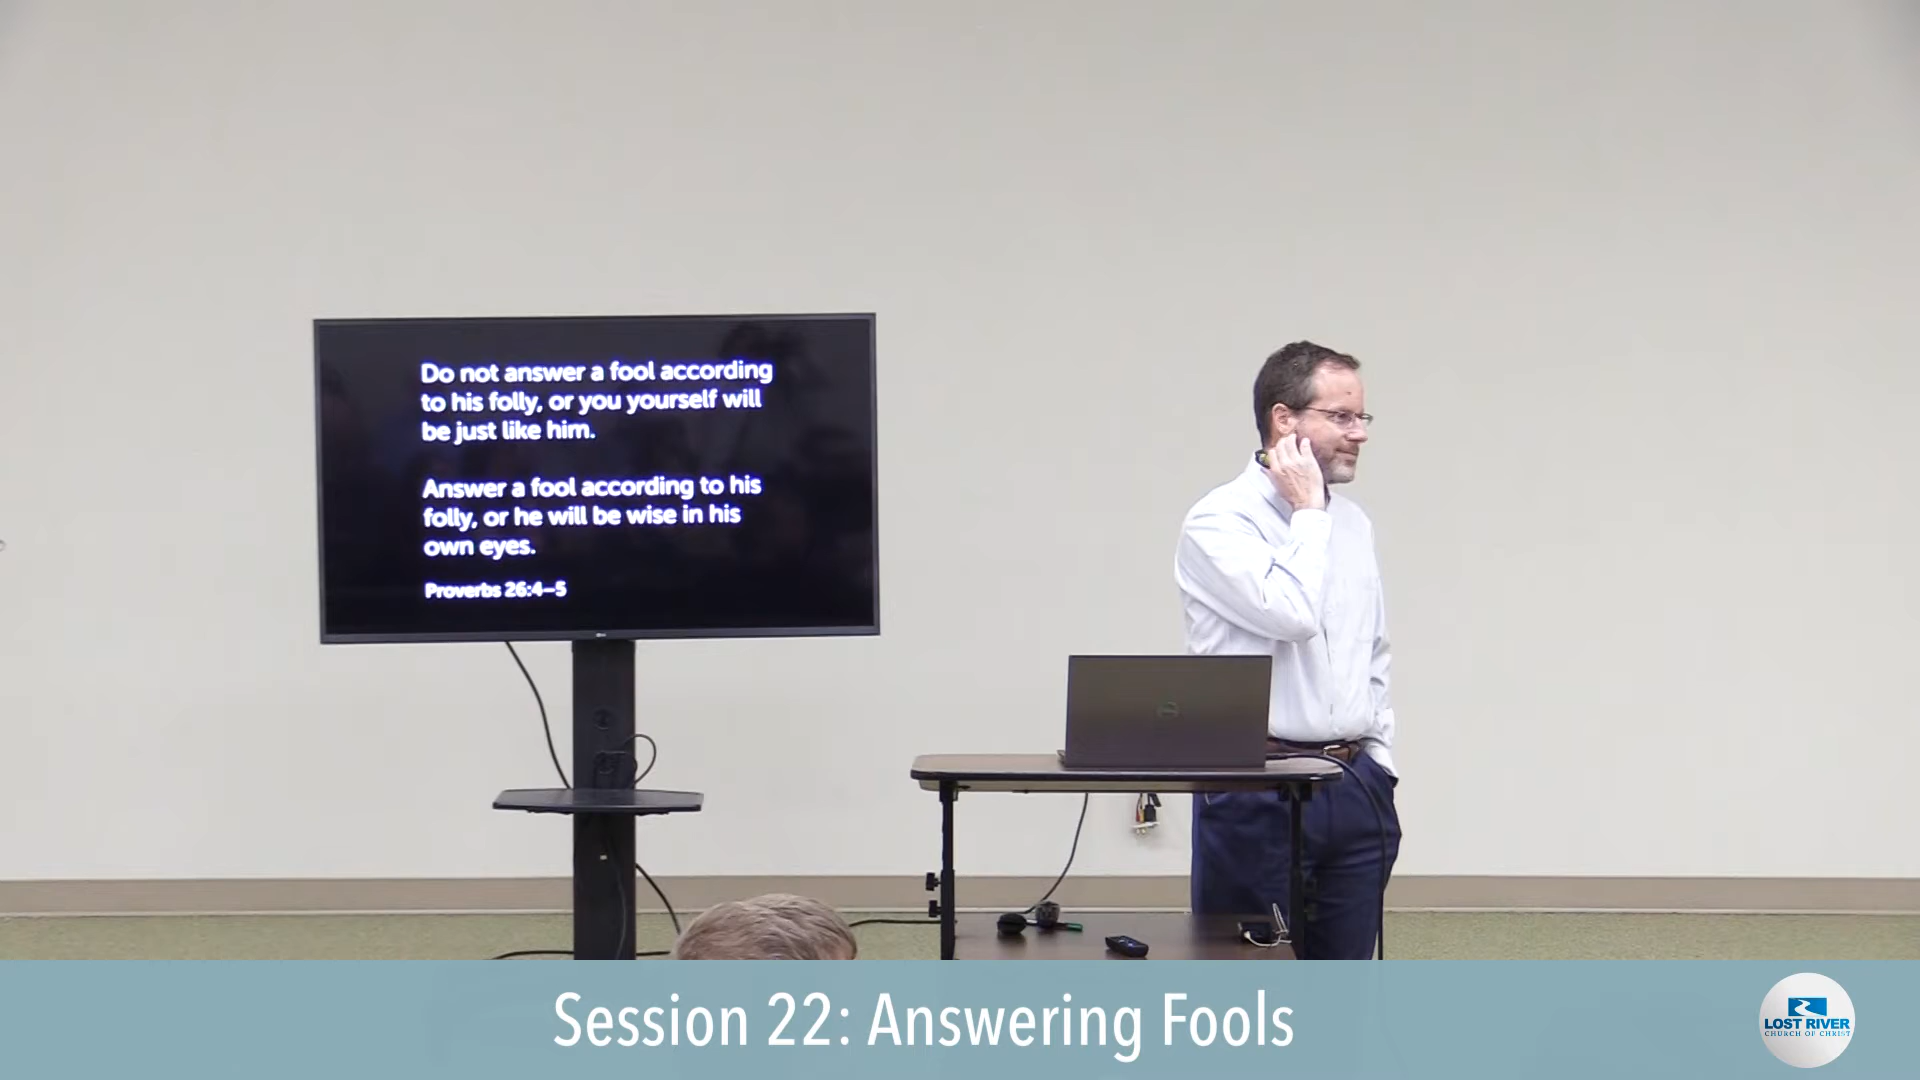 Do not answer a fool according
to his folly, or you yourself will
be just like him.
Answer a fool according to his
folly, or he will be wise in his
own eyes.
Proverbs 26:4–5
Session 22: Answering Fools
LOST RIVER
CHURCH OF CHRIST